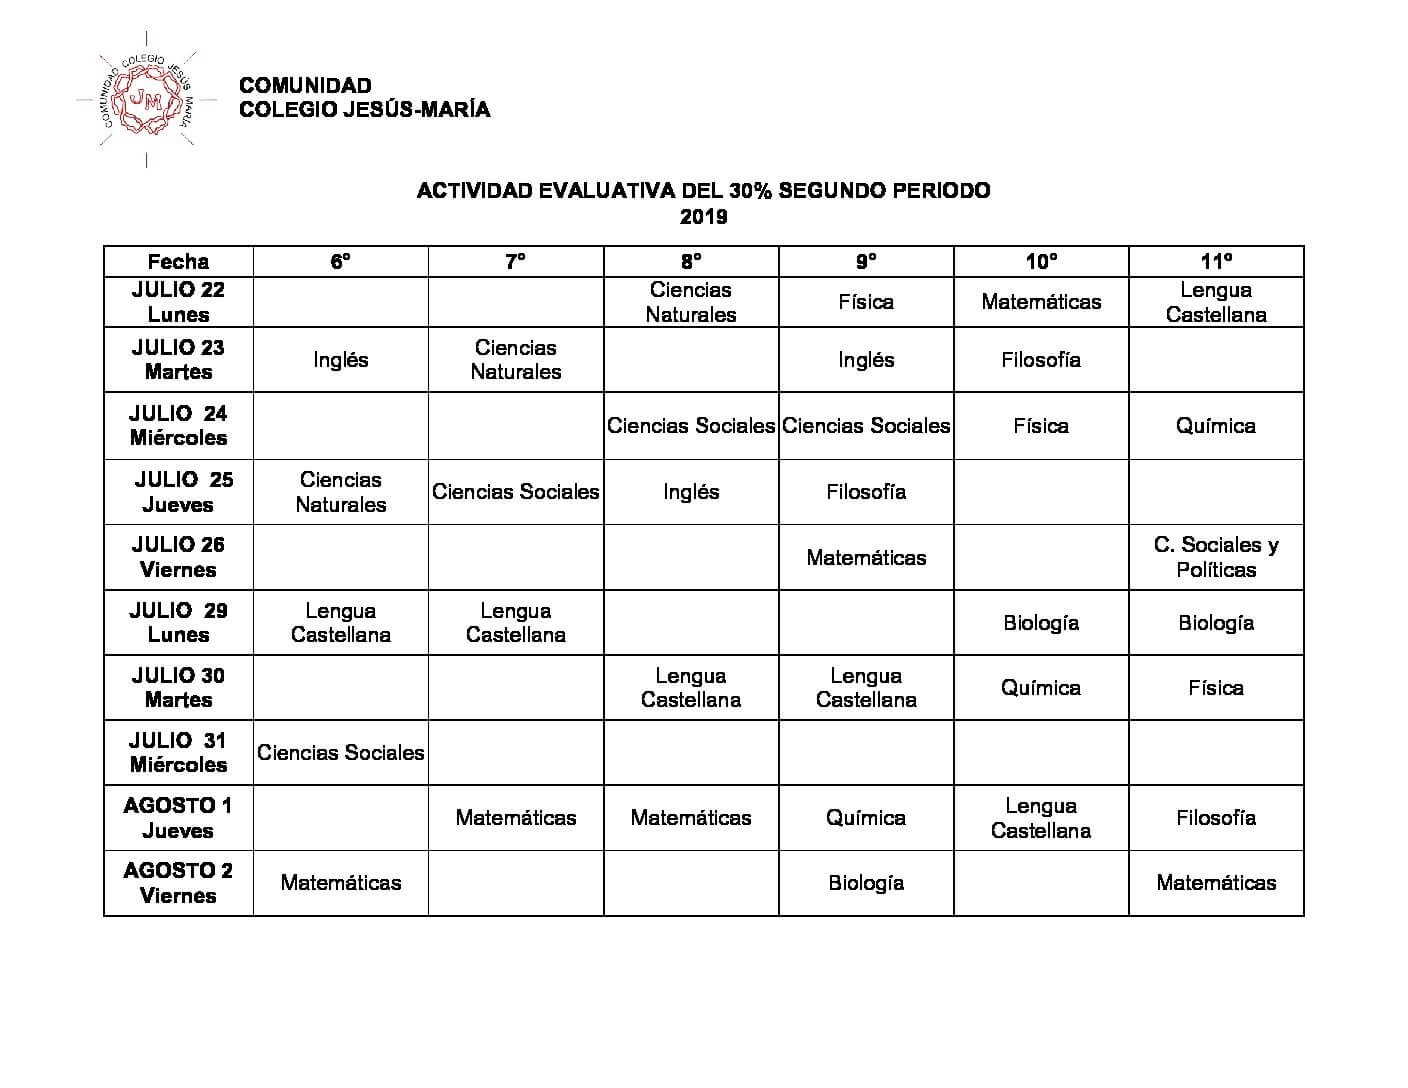 COMUNIDAD COLEGIO JESÚS MARÍA
JM
COMUNIDAD
COLEGIO JESÚS-MARÍA
ACTIVIDAD EVALUATIVA DEL 30% SEGUNDO PERIODO
2019
Fecha 6° 7° 8° 9° 10° 11°
JULIO 22 Lunes Ciencias Naturales Física Matemáticas Lengua Castellana
JULIO 23 Martes Inglés Ciencias Naturales Inglés Filosofía
JULIO 24 Miércoles Ciencias Sociales Ciencias Sociales Física Química
JULIO 25 Jueves Ciencias Naturales Ciencias Sociales Inglés Filosofía
JULIO 26 Viernes Matemáticas C. Sociales y Políticas
JULIO 29 Lunes Lengua Castellana Lengua Castellana Biología Biología
JULIO 30 Martes Lengua Castellana Lengua Castellana Química Física
JULIO 31 Miércoles Ciencias Sociales
AGOSTO 1 Jueves Matemáticas Matemáticas Química Lengua Castellana Filosofía
AGOSTO 2 Viernes Matemáticas Biología Matemáticas